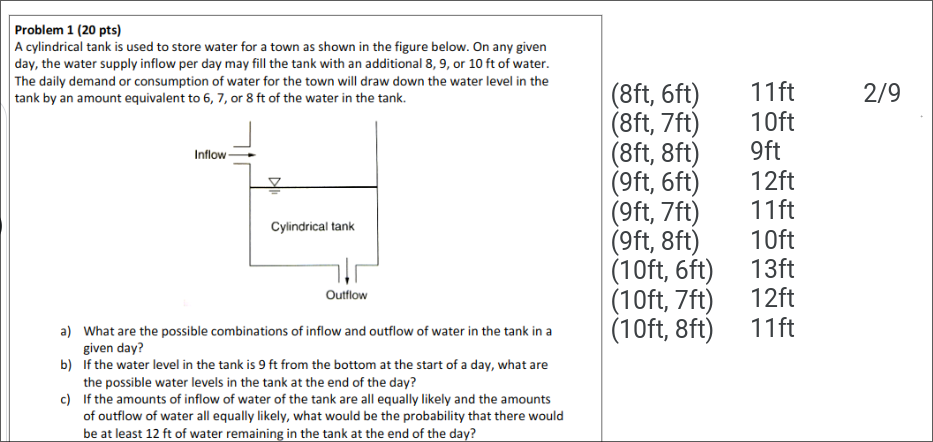 Problem 1 (20 pts)
A cylindrical tank is used to store water for a town as shown in the figure below. On any given
day, the water supply inflow per day may fill the tank with an additional 8, 9, or 10 ft of water.
The daily demand or consumption of water for the town will draw down the water level in the
tank by an amount equivalent to 6, 7, or 8 ft of the water in the tank.
Inflow
Cylindrical tank
Outflow
a) What are the possible combinations of inflow and outflow of water in the tank in a
given day?
b) If the water level in the tank is 9 ft from the bottom at the start of a day, what are
the possible water levels in the tank at the end of the day?
c) If the amounts of inflow of water of the tank are all equally likely and the amounts
of outflow of water all equally likely, what would be the probability that there would
be at least 12 ft of water remaining in the tank at the end of the day?
(8ft, 6ft) 11ft 2/9
(8ft, 7ft) 10ft
(8ft, 8ft) 9ft
(9ft, 6ft) 12ft
(9ft, 7ft) 11ft
(9ft, 8ft) 10ft
(10ft, 6ft) 13ft
(10ft, 7ft) 12ft
(10ft, 8ft) 11ft